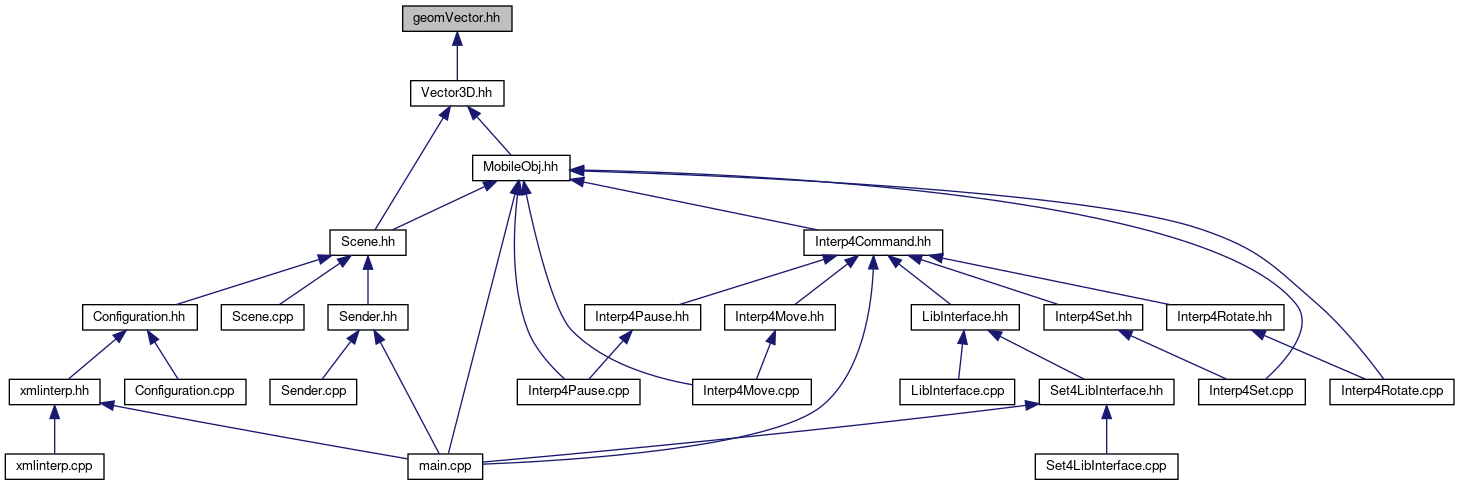 geomVector.hh
Vector3D.hh
MobileObj.hh
Scene.hh
Interp4Command.hh
Configuration.hh
Scene.cpp
Sender.hh
Interp4Pause.hh
Interp4Move.hh
LibInterface.hh
Interp4Set.hh
Interp4Rotate.hh
xmlinterp.hh
Configuration.cpp
Sender.cpp
Interp4Pause.cpp
Interp4Move.cpp
LibInterface.cpp
Set4LibInterface.hh
Interp4Set.cpp
Interp4Rotate.cpp
xmlinterp.cpp
main.cpp
Set4LibInterface.cpp